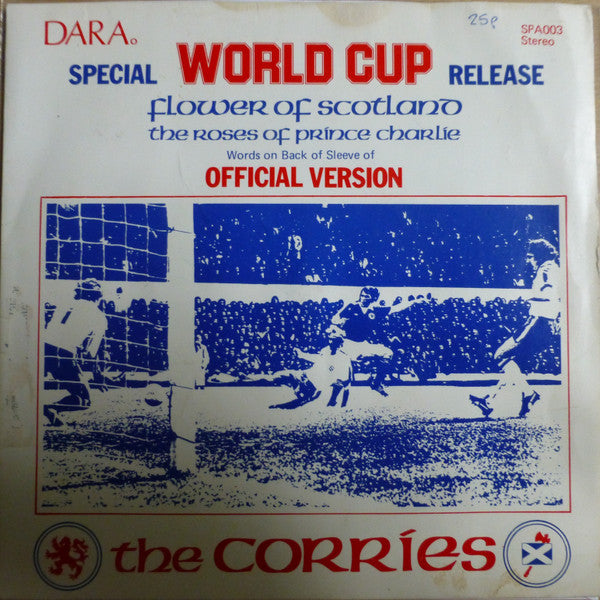 DARA.
25p
SPA003
Stereo
SPECIAL WORLD CUP RELEASE
flower of scotland
the roses of prince charlie
Words on Back of Sleeve of
OFFICIAL VERSION
the CORRIES